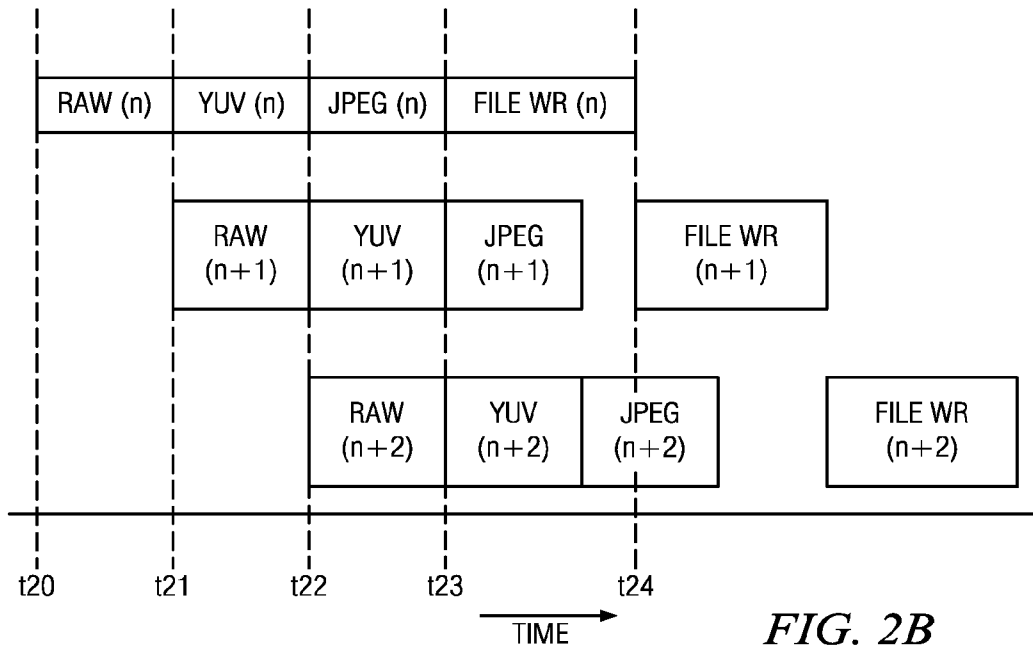 RAW (n) YUV (n) JPEG (n) FILE WR (n)
RAW (n+1) YUV (n+1) JPEG (n+1) FILE WR (n+1)
RAW (n+2) YUV (n+2) JPEG (n+2) FILE WR (n+2)
t20 t21 t22 t23 t24
TIME
FIG. 2B